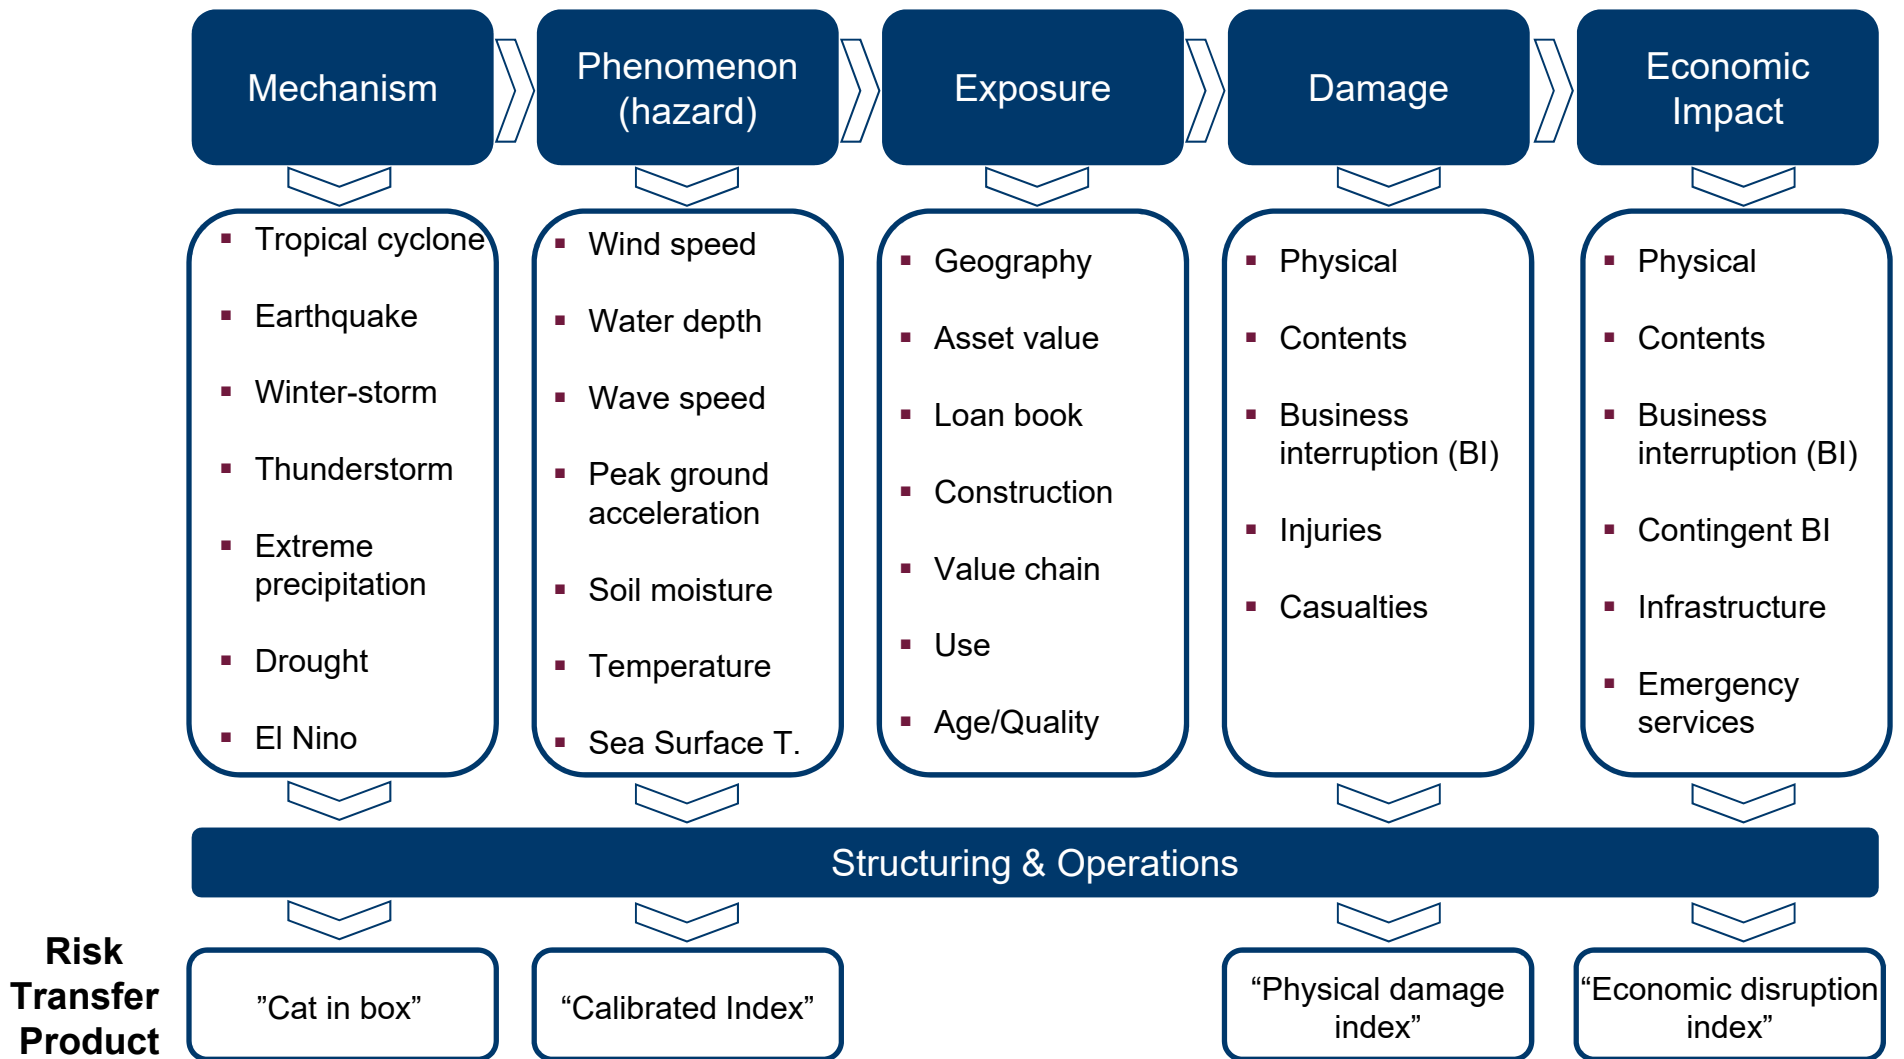 Mechanism
Phenomenon
(hazard)
Exposure
Damage
Economic
Impact
Tropical cyclone
Earthquake
Winter-storm
Thunderstorm
Extreme
precipitation
Drought
El Nino
Wind speed
Water depth
Wave speed
Peak ground
acceleration
Soil moisture
Temperature
Sea Surface T.
Geography
Asset value
Loan book
Construction
Value chain
Use
Age/Quality
Physical
Contents
Business
interruption (BI)
Injuries
Casualties
Physical
Contents
Business
interruption (BI)
Contingent BI
Infrastructure
Emergency
services
Structuring & Operations
Risk
Transfer
Product
”Cat in box”
“Calibrated Index”
“Physical damage
index”
“Economic disruption
index”